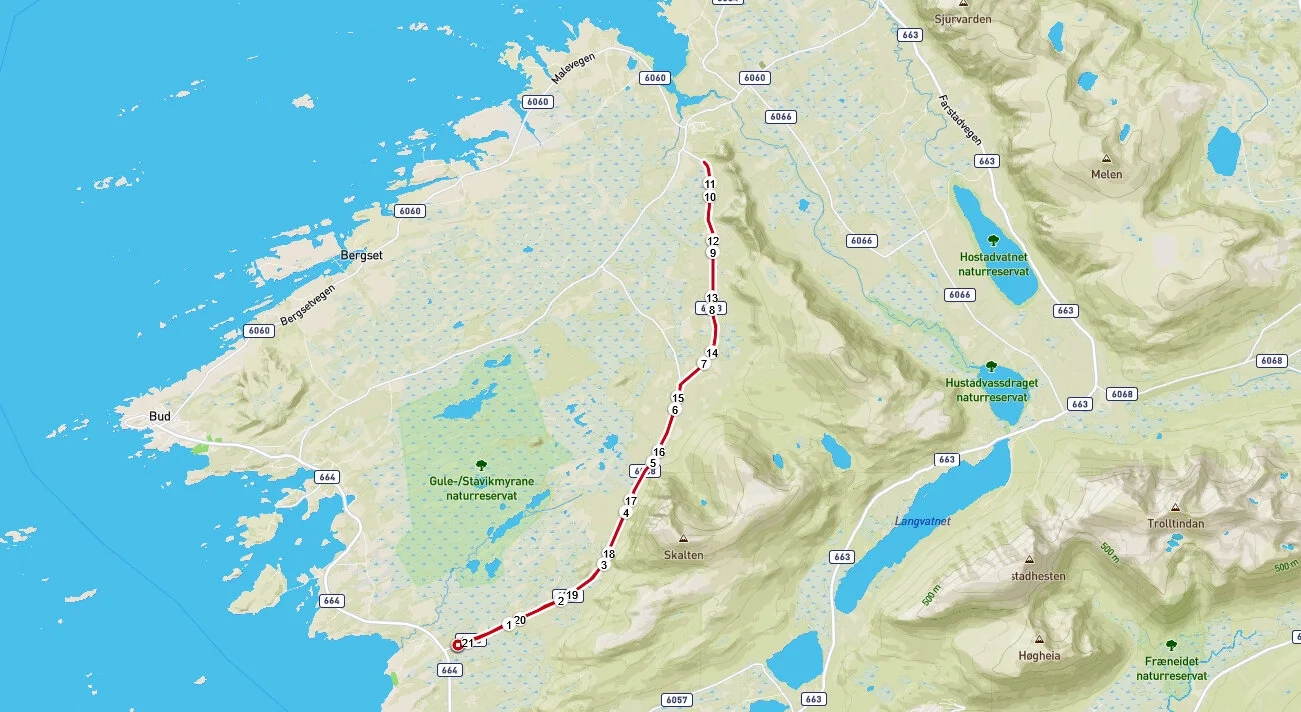 Sjurvarden
663
Malevegen
6060
6060
6060
6066
Farstadvegen
663
Melen
11
10
6060
6066
12
9
Bergset
Hostadvatnet
naturreservat
Bergsetvegen
6066
13
8
663
6060
14
7
6068
Hustadvassdraget
naturreservat
6068
15
6
663
Bud
16
5
663
664
Gule-/Stavikmyrane
naturreservat
17
4
Langvatnet
Trolltindan
18
3
Skalten
663
500 m
500 m
stadhesten
500 m
19
2
664
20
1
21
Høgheia
664
Fræneidet
naturreservat
6057
663